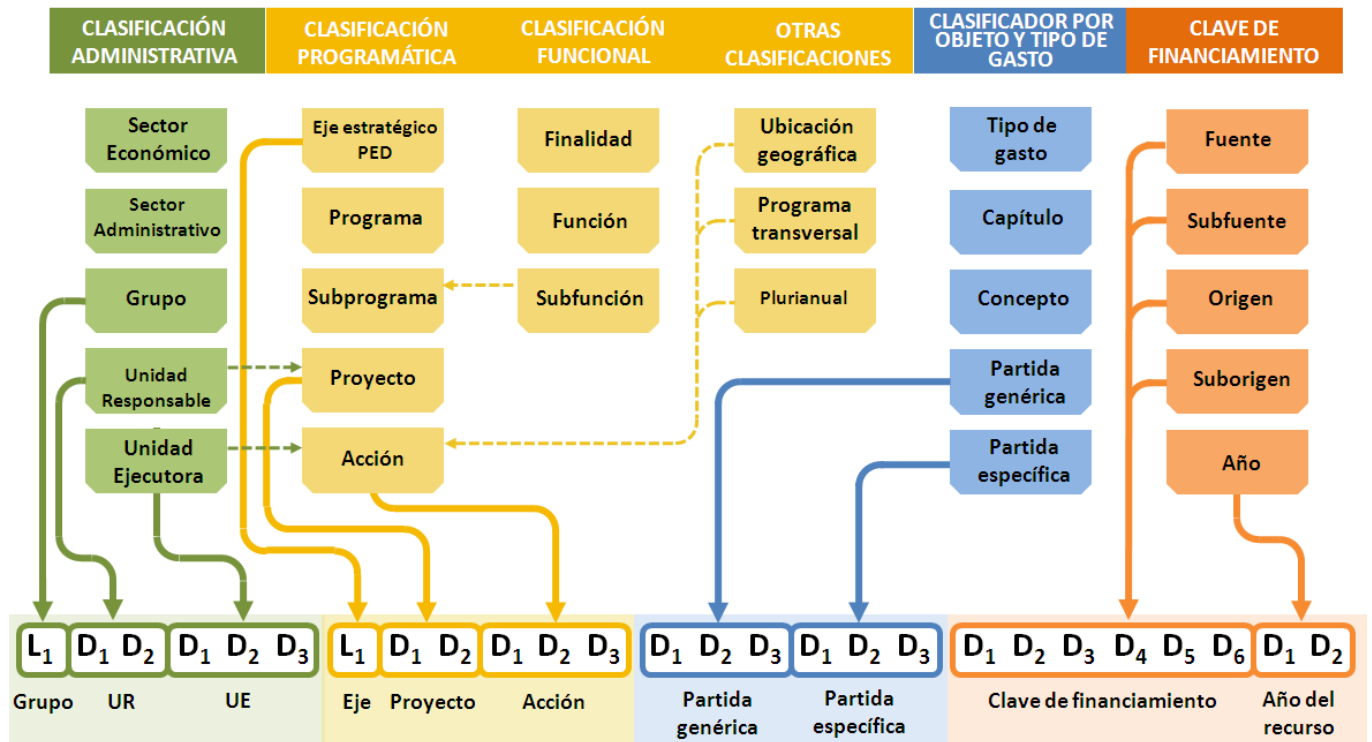 CLASIFICACIÓN
ADMINISTRATIVA
CLASIFICACIÓN
PROGRAMÁTICA
CLASIFICACIÓN
FUNCIONAL
OTRAS
CLASIFICACIONES
CLASIFICADOR POR
OBJETO Y TIPO DE
GASTO
CLAVE DE
FINANCIAMIENTO
Sector
Económico
Eje estratégico
PED
Finalidad
Ubicación
geográfica
Tipo de
gasto
Fuente
Sector
Administrativo
Programa
Función
Programa
transversal
Capítulo
Subfuente
Grupo
Subprograma
Subfunción
Plurianual
Concepto
Origen
Unidad
Responsable
Proyecto
Partida
genérica
Suborigen
Unidad
Ejecutora
Acción
Partida
específica
Año
L₁ D₁ D₂ D₁ D₂ D₃ L₁ D₁ D₂ D₁ D₂ D₃ D₁ D₂ D₃ D₁ D₂ D₃ D₁ D₂ D₃ D₄ D₅ D₆ D₁ D₂
Grupo
UR
UE
Eje
Proyecto
Acción
Partida
genérica
Partida
específica
Clave de financiamiento
Año del
recurso